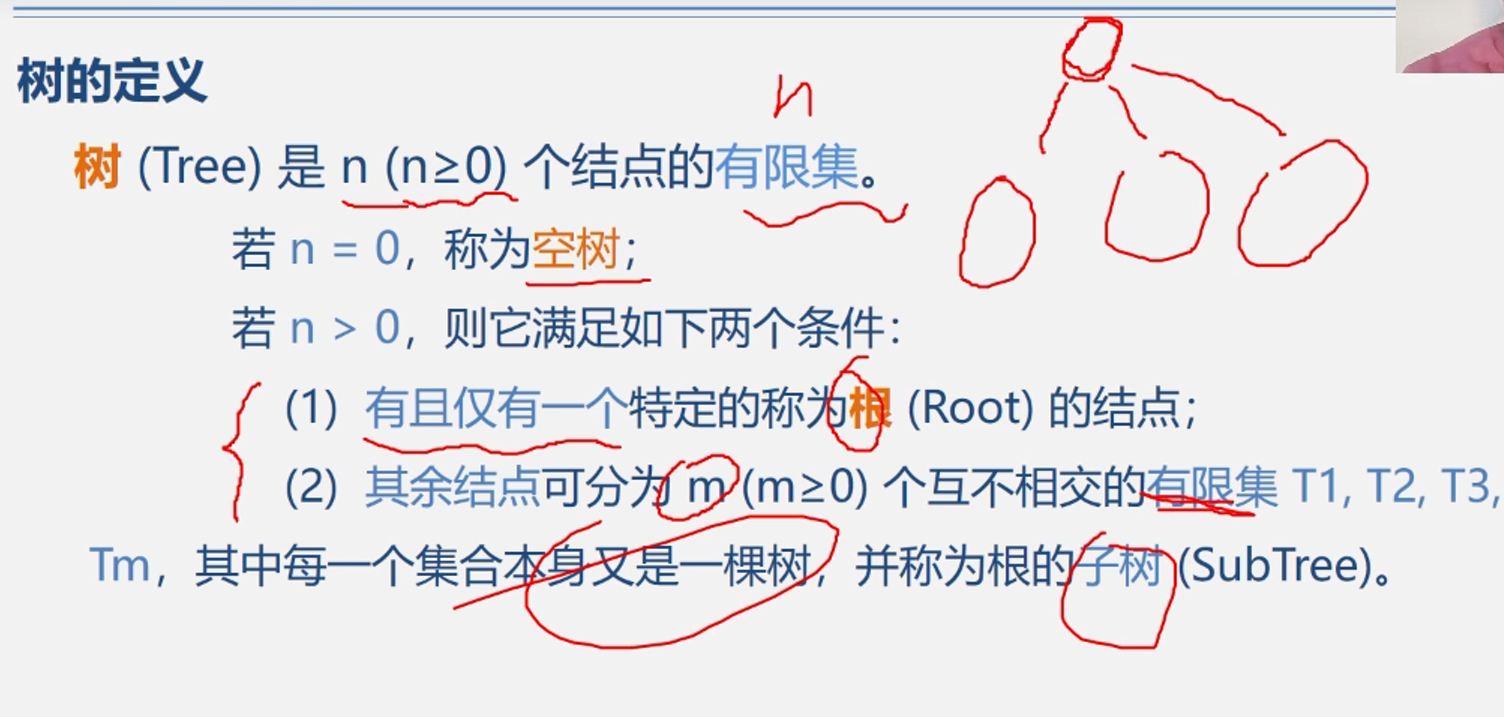 树的定义
n
树 (Tree) 是 n (n≥0) 个结点的有限集。
若 n = 0，称为空树；
若 n > 0，则它满足如下两个条件：
(1) 有且仅有一个特定的称为根 (Root) 的结点；
(2) 其余结点可分为 m (m≥0) 个互不相交的有限集 T1, T2, T3,
Tm，其中每一个集合本身又是一棵树，并称为根的子树 (SubTree)。